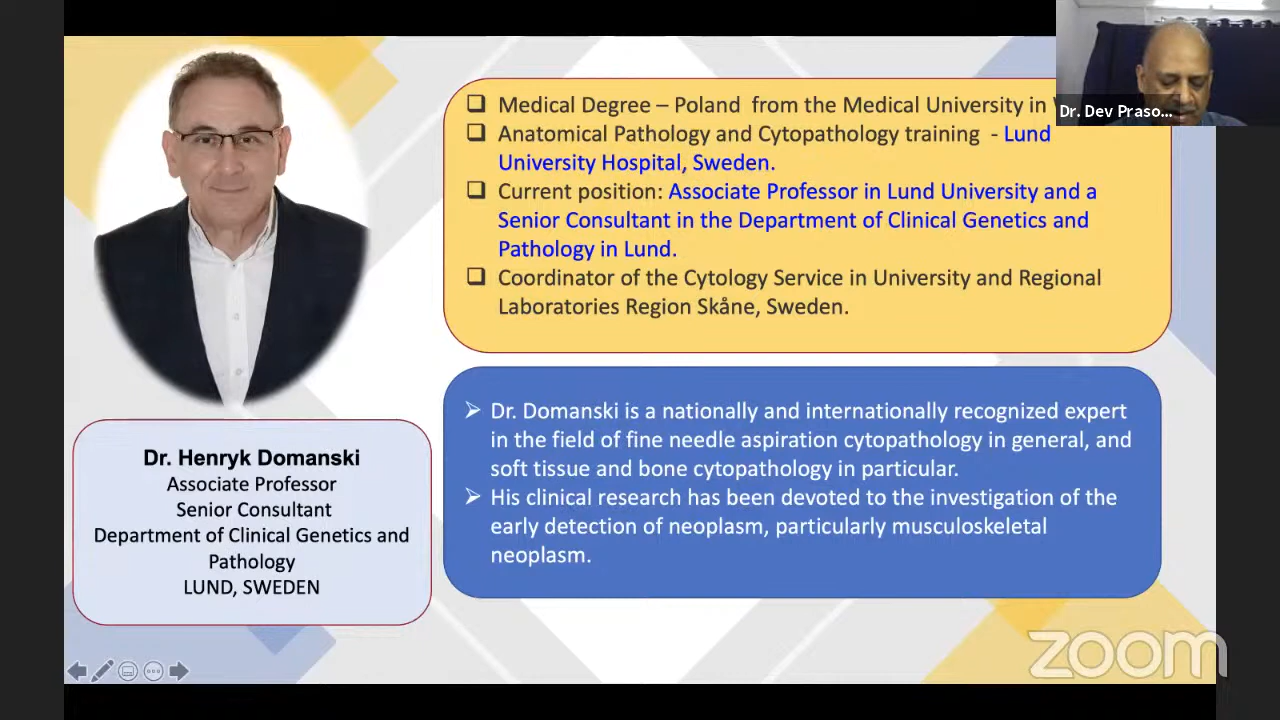 Medical Degree – Poland from the Medical University in
Anatomical Pathology and Cytopathology training - Lund
University Hospital, Sweden.
Current position: Associate Professor in Lund University and a
Senior Consultant in the Department of Clinical Genetics and
Pathology in Lund.
Coordinator of the Cytology Service in University and Regional
Laboratories Region Skåne, Sweden.
Dr. Dev Praso...
Dr. Domanski is a nationally and internationally recognized expert
in the field of fine needle aspiration cytopathology in general, and
soft tissue and bone cytopathology in particular.
His clinical research has been devoted to the investigation of the
early detection of neoplasm, particularly musculoskeletal
neoplasm.
Dr. Henryk Domanski
Associate Professor
Senior Consultant
Department of Clinical Genetics and
Pathology
LUND, SWEDEN
zoom